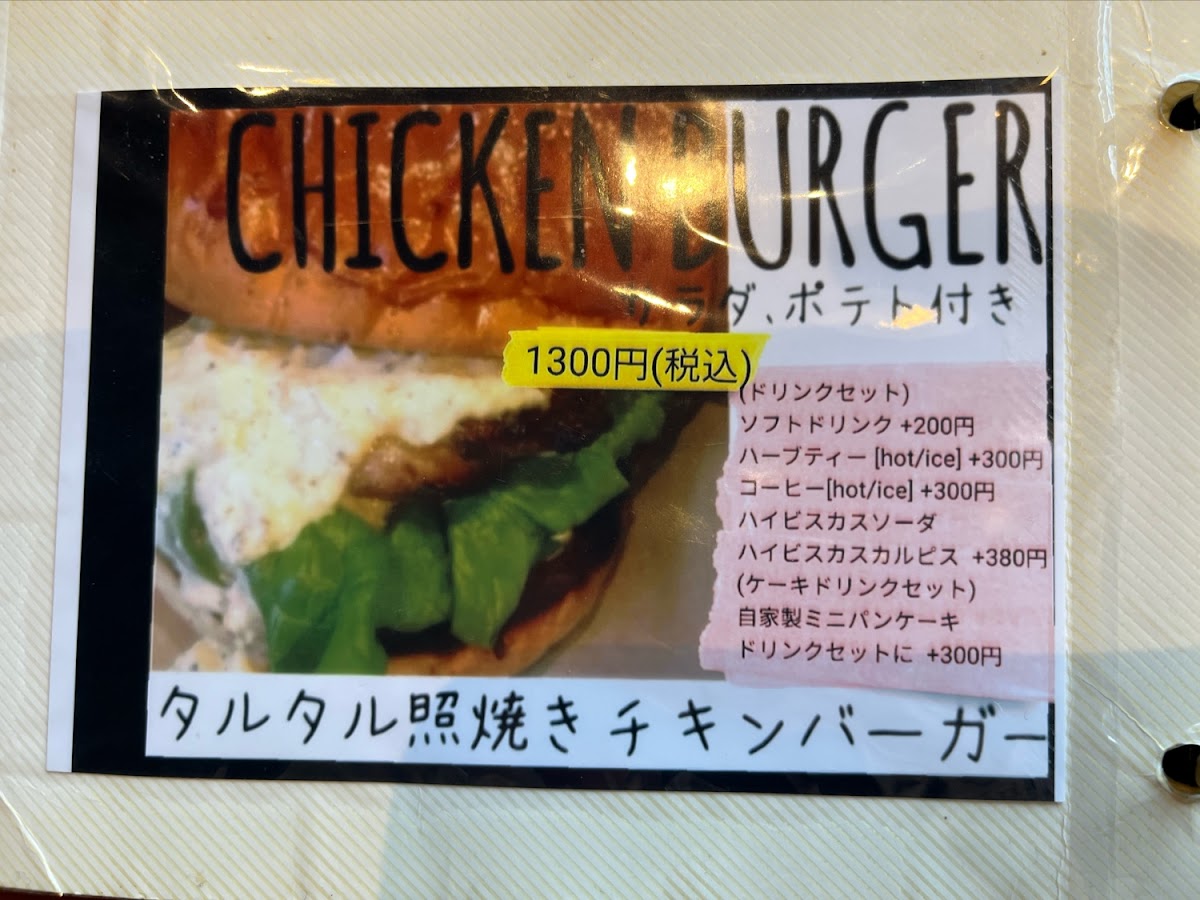 CHICKEN BURGER
サラダ、ポテト付き
1300円(税込)
(ドリンクセット)
ソフトドリンク +200円
ハーブティー [hot/ice] +300円
コーヒー[hot/ice] +300円
ハイビスカスソーダ
ハイビスカスカルピス +380円
(ケーキドリンクセット)
自家製ミニパンケーキ
ドリンクセットに +300円
タルタル照焼きチキンバーガー